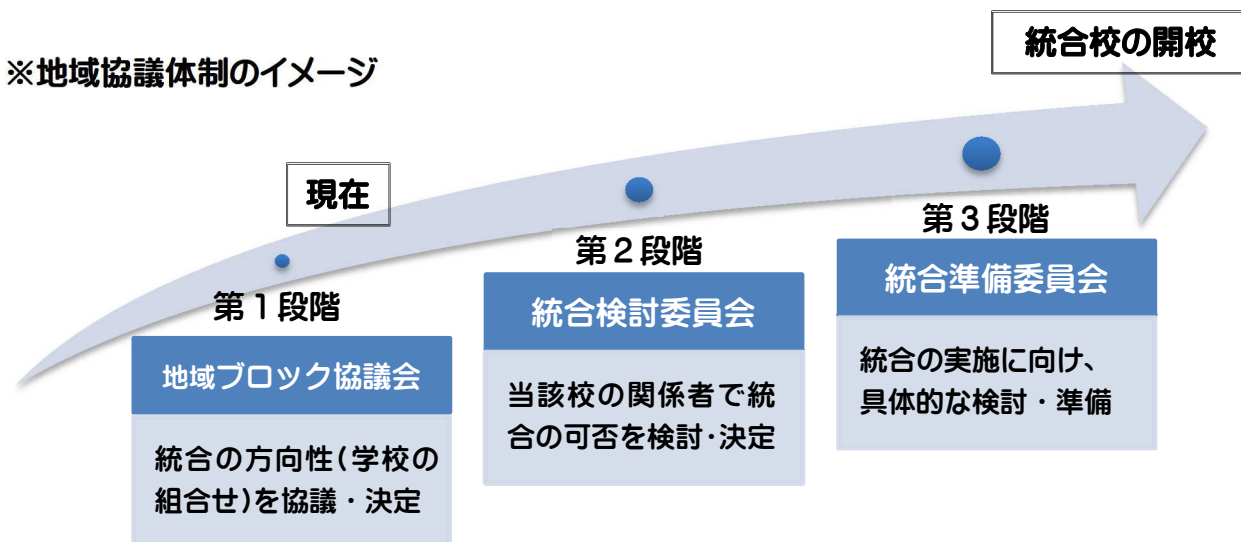 ※地域協議体制のイメージ
統合校の開校
現在
第1段階
地域ブロック協議会
統合の方向性(学校の
組合せ)を協議・決定
第2段階
統合検討委員会
当該校の関係者で統
合の可否を検討・決定
第3段階
統合準備委員会
統合の実施に向け、
具体的な検討・準備